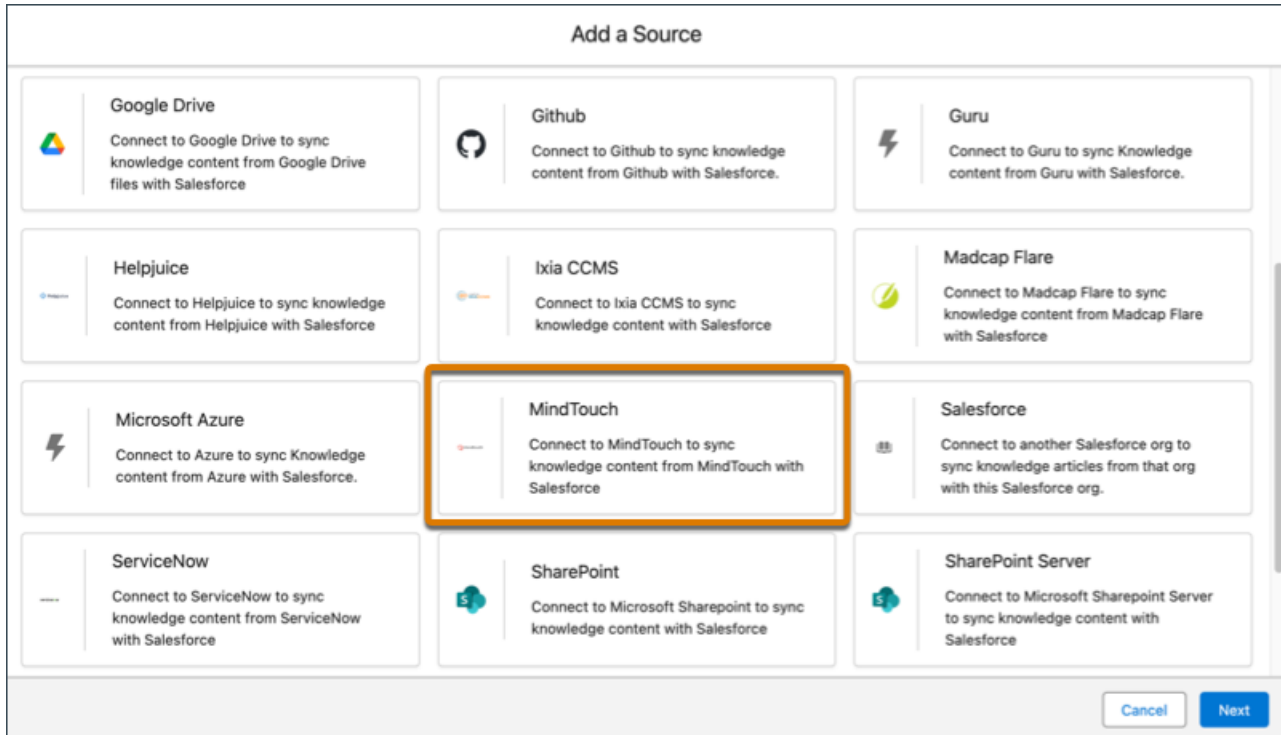 Add a Source
Google Drive
Connect to Google Drive to sync
knowledge content from Google Drive
files with Salesforce
Github
Connect to Github to sync knowledge
content from Github with Salesforce.
Guru
Connect to Guru to sync Knowledge
content from Guru with Salesforce.
Helpjuice
Connect to Helpjuice to sync knowledge
content from Helpjuice with Salesforce
Ixia CCMS
Connect to Ixia CCMS to sync
knowledge content with Salesforce
Madcap Flare
Connect to Madcap Flare to sync
knowledge content from Madcap Flare
with Salesforce
Microsoft Azure
Connect to Azure to sync Knowledge
content from Azure with Salesforce.
MindTouch
Connect to MindTouch to sync
knowledge content from MindTouch with
Salesforce
Salesforce
Connect to another Salesforce org to
sync knowledge articles from that org
with this Salesforce org.
ServiceNow
Connect to ServiceNow to sync
knowledge content from ServiceNow
with Salesforce
SharePoint
Connect to Microsoft Sharepoint to sync
knowledge content with Salesforce
SharePoint Server
Connect to Microsoft Sharepoint Server
to sync knowledge content with
Salesforce
Cancel
Next